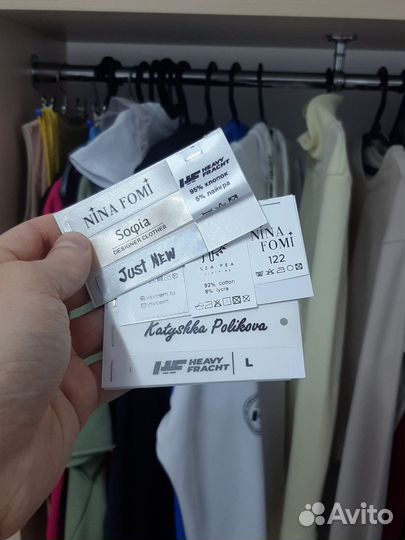 NINA FOMI
HEAVY
FRACHT
95% хлопок
5% лайкра
Soφia
DESIGNER CLOTHES
JUST NEW
SEA PEA
92% cotton
8% lycra
NINA
FOMI
122
Katyshka Polikova
HEAVY
FRACHT
L
Avito